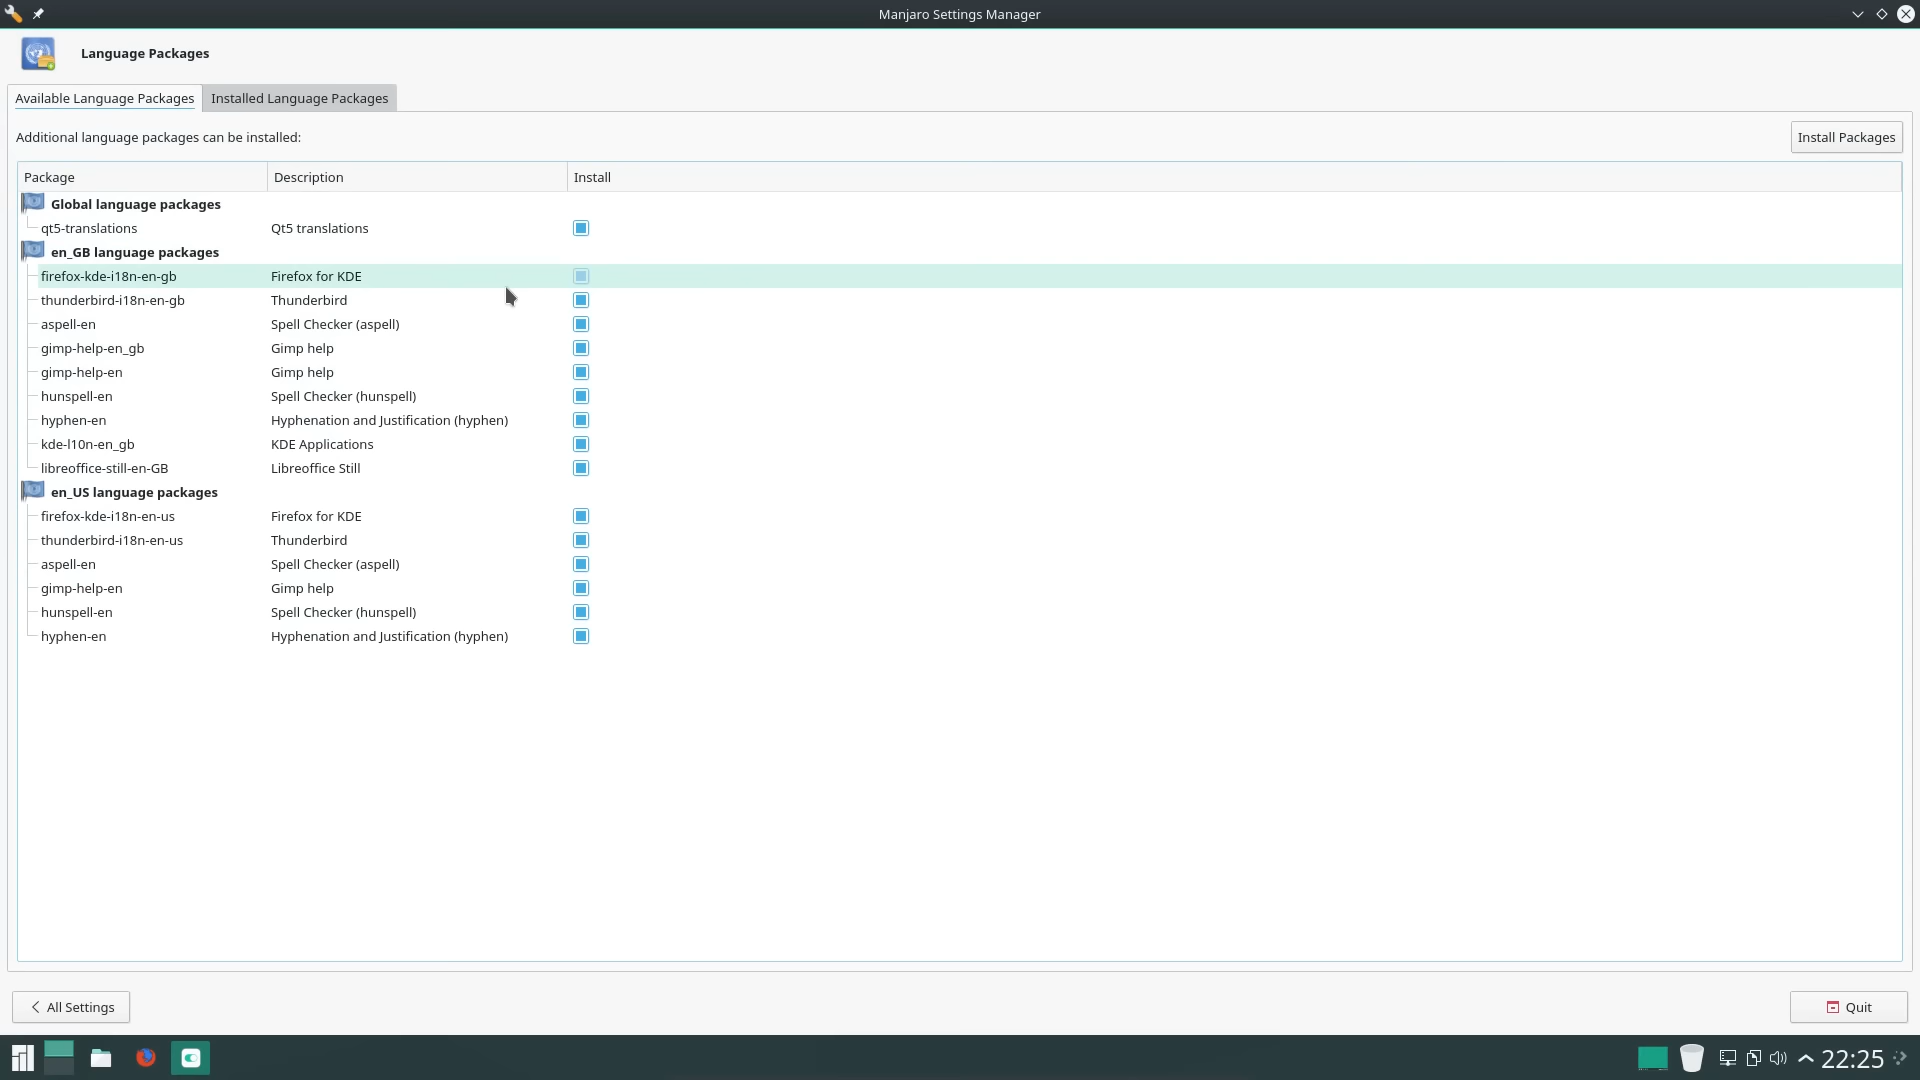 Manjaro Settings Manager
Language Packages
Available Language Packages Installed Language Packages
Additional language packages can be installed: Install Packages
Package Description Install
Global language packages
qt5-translations Qt5 translations
en_GB language packages
firefox-kde-i18n-en-gb Firefox for KDE
thunderbird-i18n-en-gb Thunderbird
aspell-en Spell Checker (aspell)
gimp-help-en_gb Gimp help
gimp-help-en Gimp help
hunspell-en Spell Checker (hunspell)
hyphen-en Hyphenation and Justification (hyphen)
kde-l10n-en_gb KDE Applications
libreoffice-still-en-GB Libreoffice Still
en_US language packages
firefox-kde-i18n-en-us Firefox for KDE
thunderbird-i18n-en-us Thunderbird
aspell-en Spell Checker (aspell)
gimp-help-en Gimp help
hunspell-en Spell Checker (hunspell)
hyphen-en Hyphenation and Justification (hyphen)
All Settings Quit
22:25